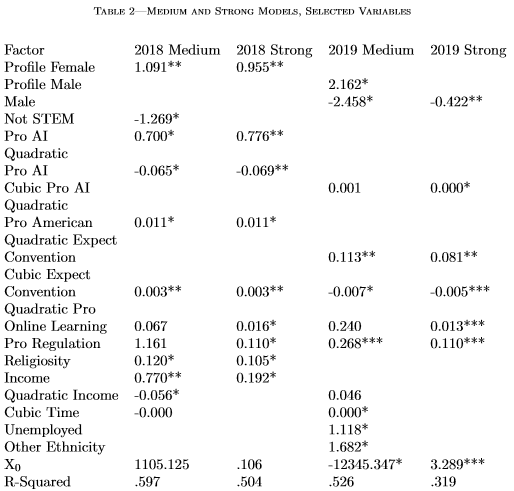 Table 2—Medium and Strong Models, Selected Variables
Factor 2018 Medium 2018 Strong 2019 Medium 2019 Strong
Profile Female 1.091** 0.955**
Profile Male 2.162*
Male -2.458* -0.422**
Not STEM -1.269*
Pro AI 0.700* 0.776**
Quadratic
Pro AI -0.065* -0.069**
Cubic Pro AI 0.001 0.000*
Quadratic
Pro American 0.011* 0.011*
Quadratic Expect
Convention 0.113** 0.081**
Cubic Expect
Convention 0.003** 0.003** -0.007* -0.005***
Quadratic Pro
Online Learning 0.067 0.016* 0.240 0.013***
Pro Regulation 1.161 0.110* 0.268*** 0.110***
Religiosity 0.120* 0.105*
Income 0.770** 0.192*
Quadratic Income -0.056* 0.046
Cubic Time -0.000 0.000*
Unemployed 1.118*
Other Ethnicity 1.682*
X₀ 1105.125 .106 -12345.347* 3.289***
R-Squared .597 .504 .526 .319